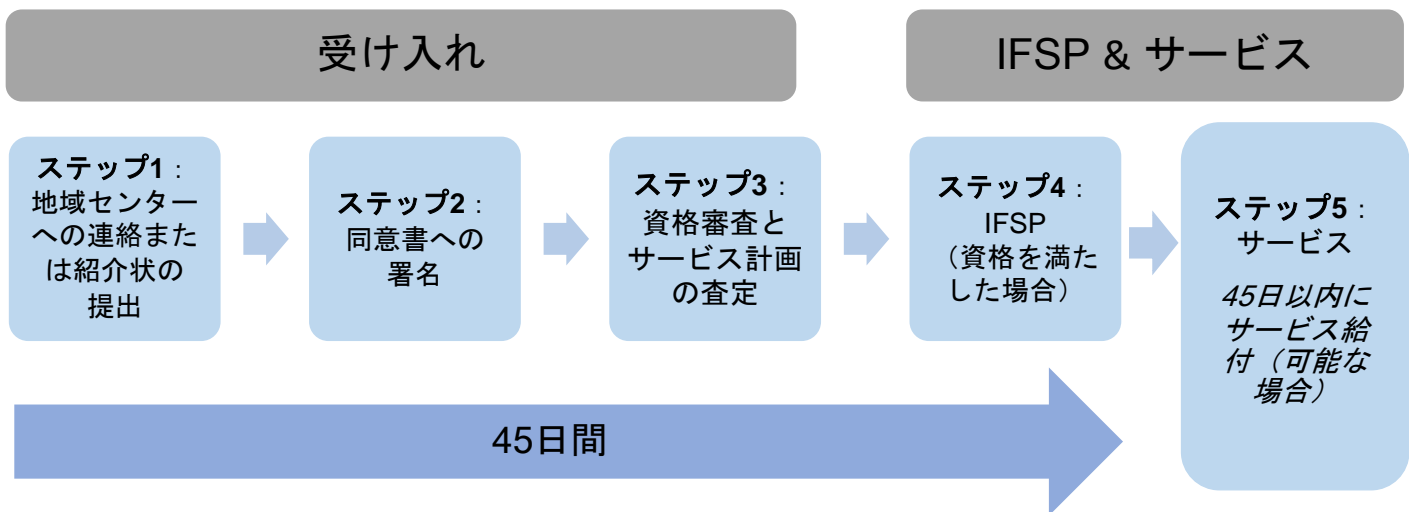 受け入れ
IFSP & サービス
ステップ1：
地域センター
への連絡また
は紹介状の
提出
ステップ2：
同意書への
署名
ステップ3：
資格審査と
サービス計画
の査定
ステップ4：
IFSP
（資格を満た
した場合）
ステップ5：
サービス
45日以内に
サービス給
付（可能な
場合）
45日間